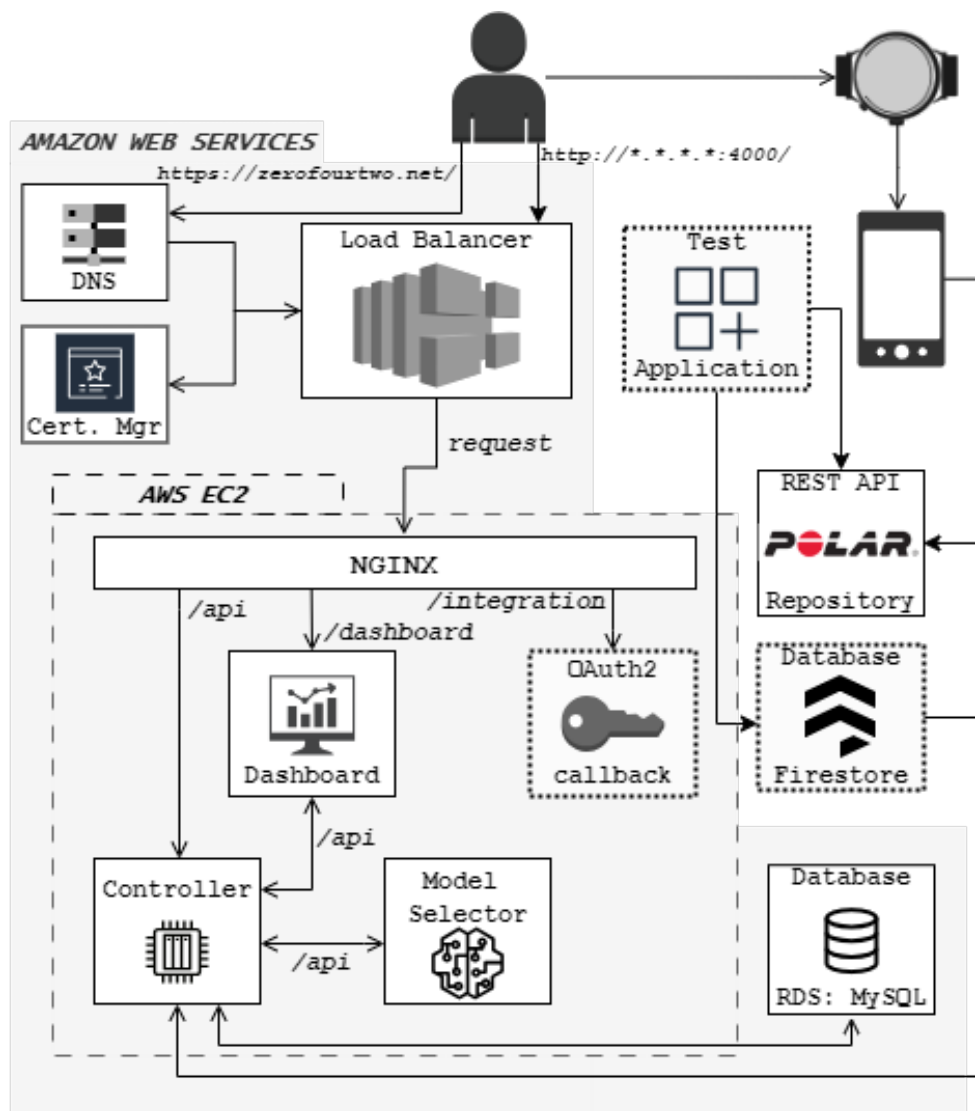 AMAZON WEB SERVICES
https://zerofourtwo.net/
http://*.*.*.*:4000/
DNS
Load Balancer
Test
Application
Cert. Mgr
request
AWS EC2
NGINX
REST API
POLAR®
Repository
/api
/dashboard
/integration
Dashboard
OAuth2
callback
Database
Firestore
/api
Controller
/api
Model
Selector
Database
RDS: MySQL